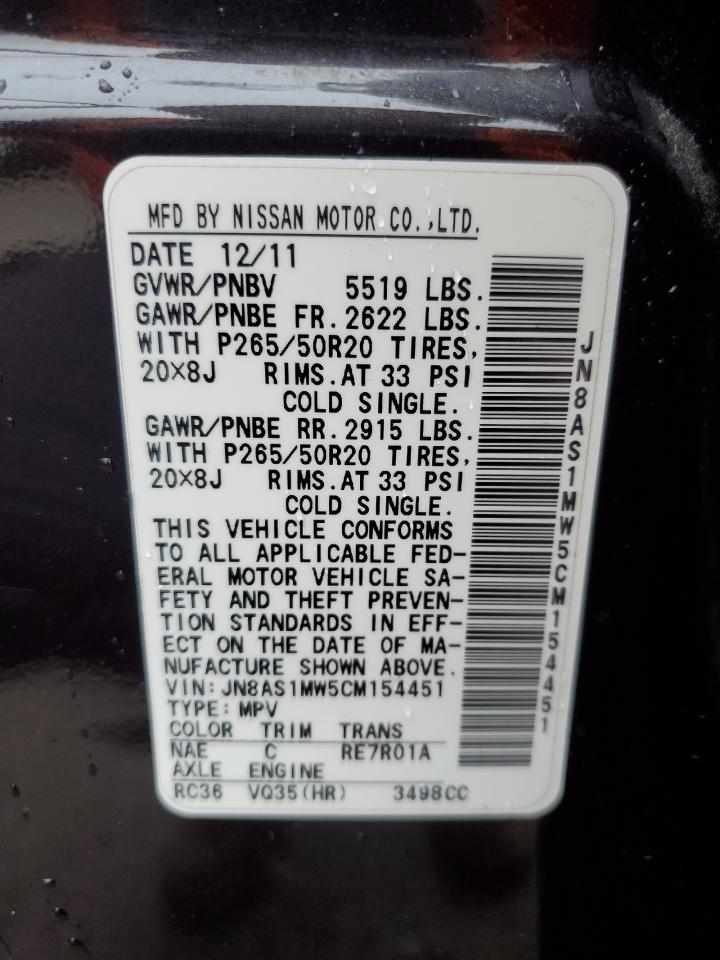 MFD BY NISSAN MOTOR CO.,LTD.
DATE 12/11
GVWR/PNBV 5519 LBS.
GAWR/PNBE FR.2622 LBS.
WITH P265/50R20 TIRES,
20×8J RIMS.AT 33 PSI
COLD SINGLE.
GAWR/PNBE RR.2915 LBS.
WITH P265/50R20 TIRES,
20×8J RIMS.AT 33 PSI
COLD SINGLE.
THIS VEHICLE CONFORMS
TO ALL APPLICABLE FED-
ERAL MOTOR VEHICLE SA-
FETY AND THEFT PREVEN-
TION STANDARDS IN EFF-
ECT ON THE DATE OF MA-
NUFACTURE SHOWN ABOVE.
VIN:JN8AS1MW5CM154451
TYPE:MPV
COLOR TRIM TRANS
NAE C RE7R01A
AXLE ENGINE
RC36 VQ35(HR) 3498CC
JN8AS1MW5CM154451